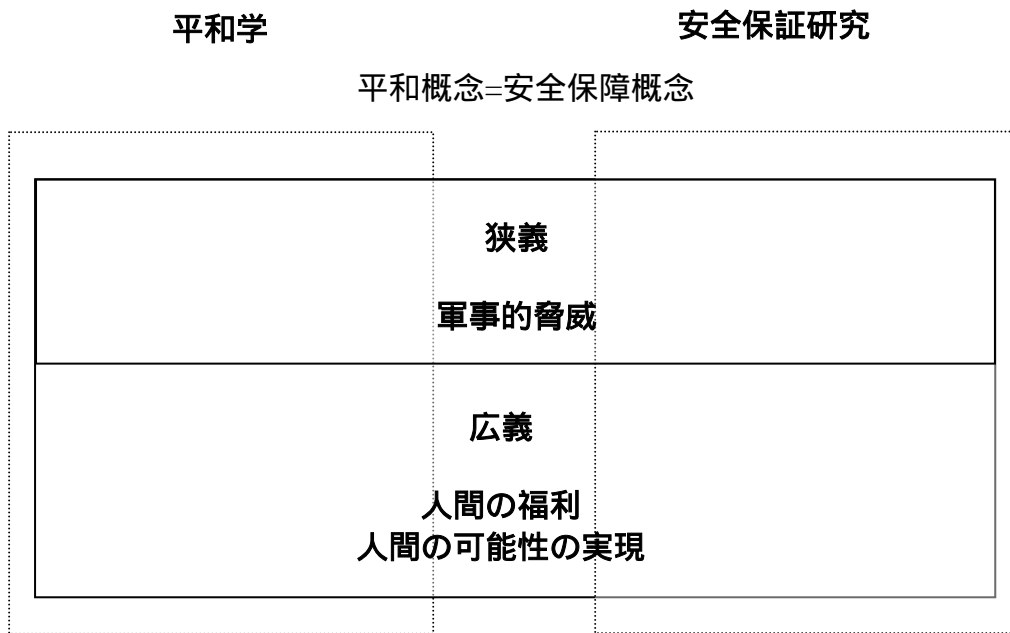 平和学
安全保証研究
平和概念=安全保障概念
狭義
軍事的脅威
広義
人間の福利
人間の可能性の実現